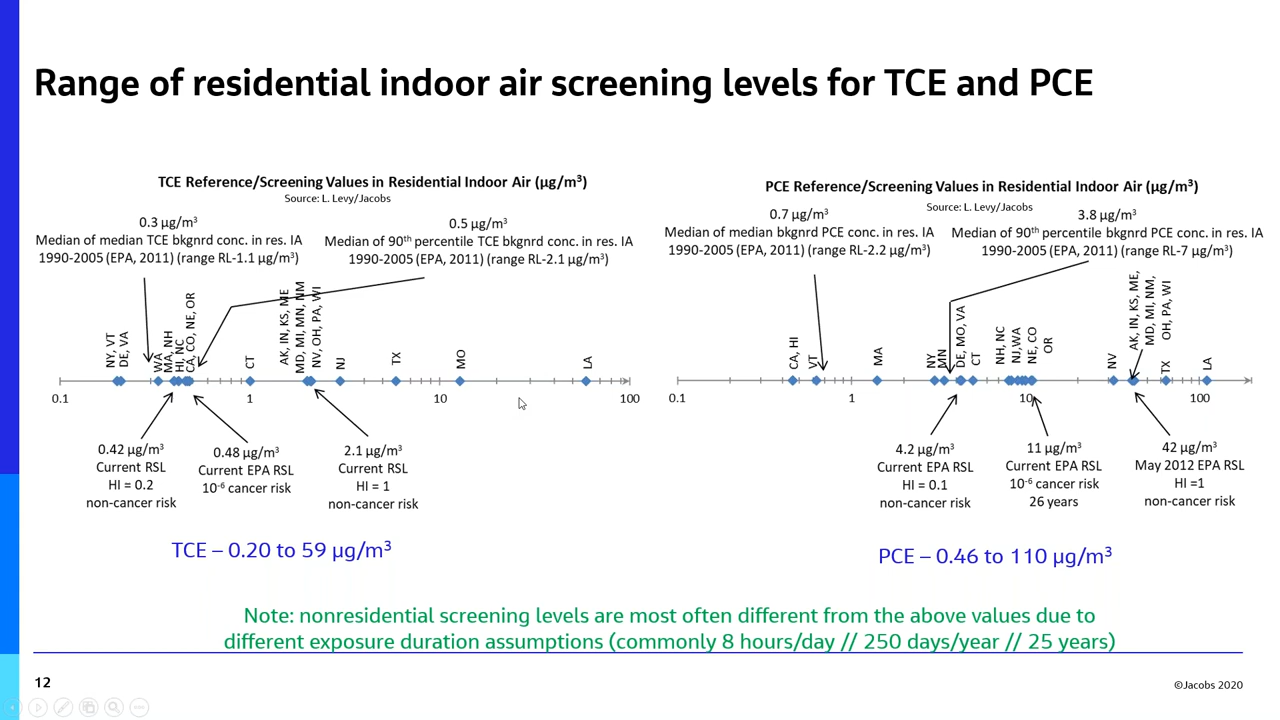 Range of residential indoor air screening levels for TCE and PCE
TCE Reference/Screening Values in Residential Indoor Air (µg/m³)
Source: L. Levy/Jacobs
0.3 µg/m³
Median of median TCE bkgnrd conc. in res. IA
1990-2005 (EPA, 2011) (range RL-1.1 µg/m³)
0.5 µg/m³
Median of 90th percentile TCE bkgnrd conc. in res. IA
1990-2005 (EPA, 2011) (range RL-2.1 µg/m³)
NY, VT
DE, VA
WA
MA, NH
HI, NC
CA, CO, NE, OR
CT
AK, IN, KS, ME
MD, MI, MN, NM
NV, OH, PA, WI
NJ
TX
MO
LA
0.1
1
10
100
0.42 µg/m³
Current RSL
HI = 0.2
non-cancer risk
0.48 µg/m³
Current EPA RSL
10⁻⁶ cancer risk
2.1 µg/m³
Current RSL
HI = 1
non-cancer risk
TCE – 0.20 to 59 µg/m³
PCE Reference/Screening Values in Residential Indoor Air (µg/m³)
Source: L. Levy/Jacobs
0.7 µg/m³
Median of median PCE bkgnrd conc. in res. IA
1990-2005 (EPA, 2011) (range RL-2.2 µg/m³)
3.8 µg/m³
Median of 90th percentile PCE bkgnrd conc. in res. IA
1990-2005 (EPA, 2011) (range RL-7 µg/m³)
CA, HI
VT
MA
NY
MN
DE, MO, VA
CT
NH, NC
NJ,WA
NE, CO
OR
NV
AK, IN, KS, ME,
MD, MI, NM,
OH, PA, WI
TX
LA
0.1
1
10
100
4.2 µg/m³
Current EPA RSL
HI = 0.1
non-cancer risk
11 µg/m³
Current EPA RSL
10⁻⁶ cancer risk
26 years
42 µg/m³
May 2012 EPA RSL
HI =1
non-cancer risk
PCE – 0.46 to 110 µg/m³
Note: nonresidential screening levels are most often different from the above values due to
different exposure duration assumptions (commonly 8 hours/day // 250 days/year // 25 years)
12
©Jacobs 2020